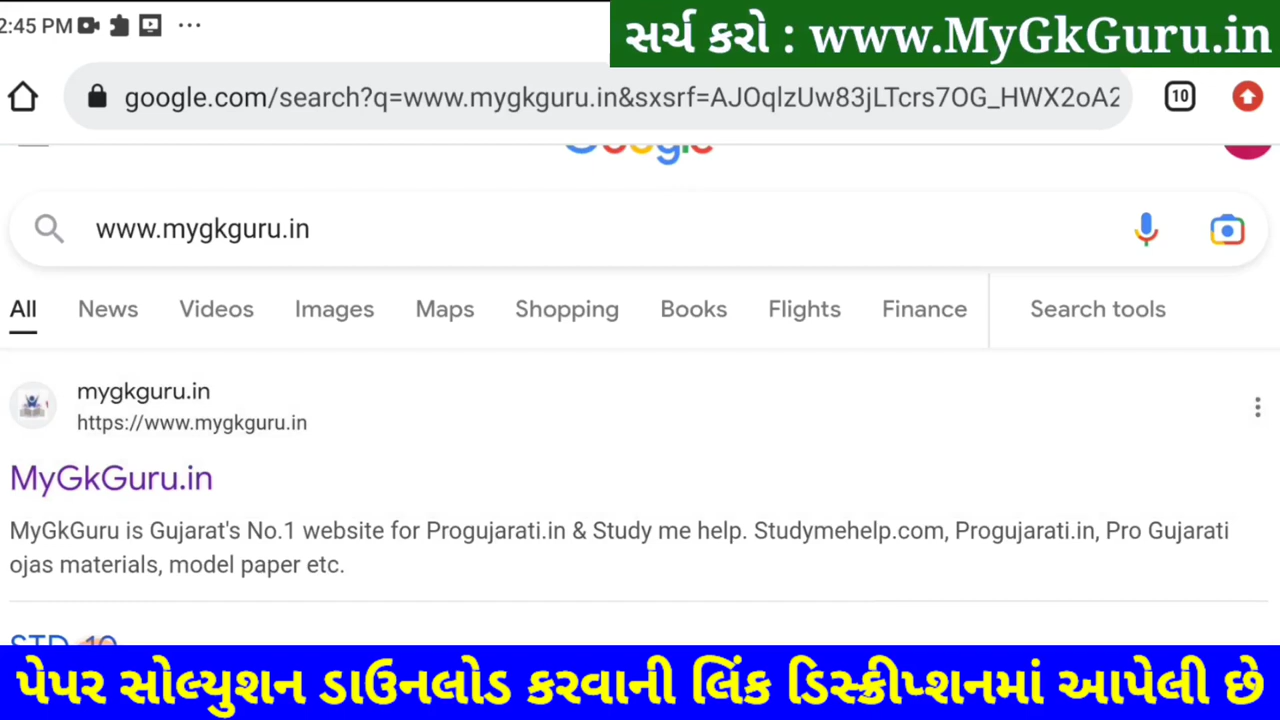 2:45 PM
સર્ચ કરો : www.MyGkGuru.in
google.com/search?q=www.mygkguru.in&sxsrf=AJOqlzUw83jLTcrs7OG_HWX2oA2
10
Google
www.mygkguru.in
All News Videos Images Maps Shopping Books Flights Finance Search tools
mygkguru.in
https://www.mygkguru.in
MyGkGuru.in
MyGkGuru is Gujarat's No.1 website for Progujarati.in & Study me help. Studymehelp.com, Progujarati.in, Pro Gujarati
ojas materials, model paper etc.
STD 10
પેપર સોલ્યુશન ડાઉનલોડ કરવાની લિંક ડિસ્ક્રીપ્શનમાં આપેલી છે